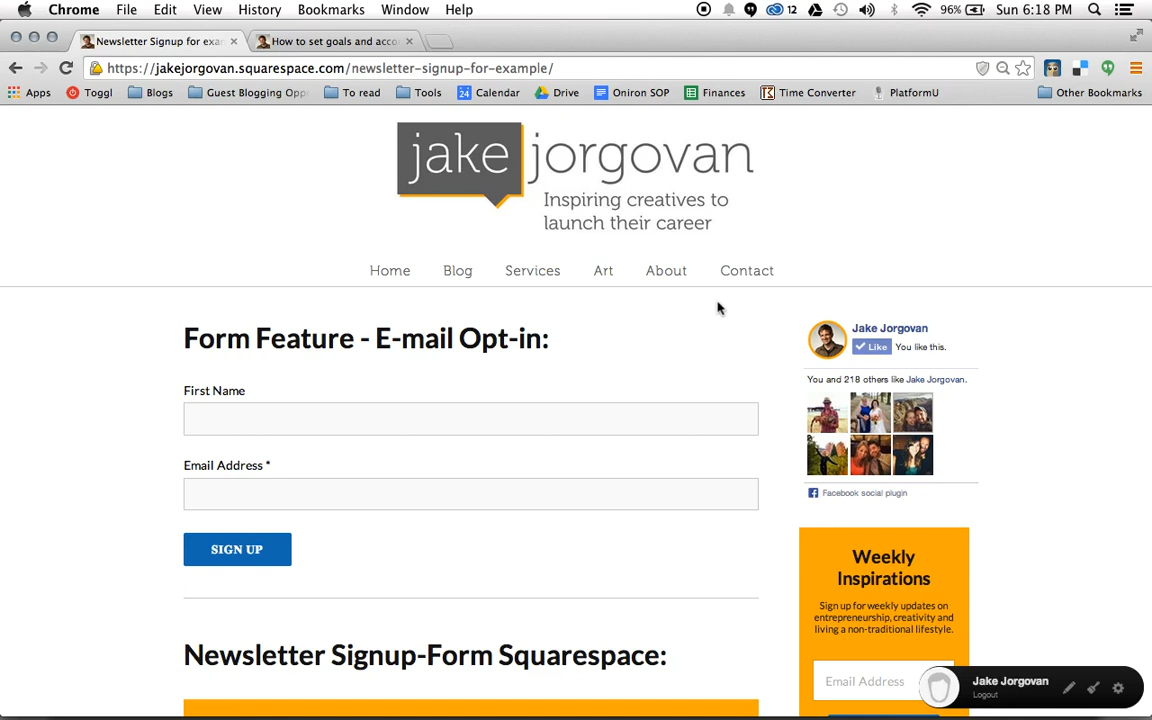 Chrome File Edit View History Bookmarks Window Help 12 96% Sun 6:18 PM
Newsletter Signup for exa How to set goals and acco
https://jakejorgovan.squarespace.com/newsletter-signup-for-example/
Apps Toggl Blogs Guest Blogging Opp To read Tools 24 Calendar Drive Oniron SOP Finances Time Converter PlatformU Other Bookmarks
jake jorgovan
Inspiring creatives to
launch their career
Home Blog Services Art About Contact
Form Feature - E-mail Opt-in:
First Name
Email Address *
SIGN UP
Newsletter Signup-Form Squarespace:
Jake Jorgovan
Like You like this.
You and 218 others like Jake Jorgovan.
Facebook social plugin
Weekly
Inspirations
Sign up for weekly updates on
entrepreneurship, creativity and
living a non-traditional lifestyle.
Email Address
Jake Jorgovan
Logout